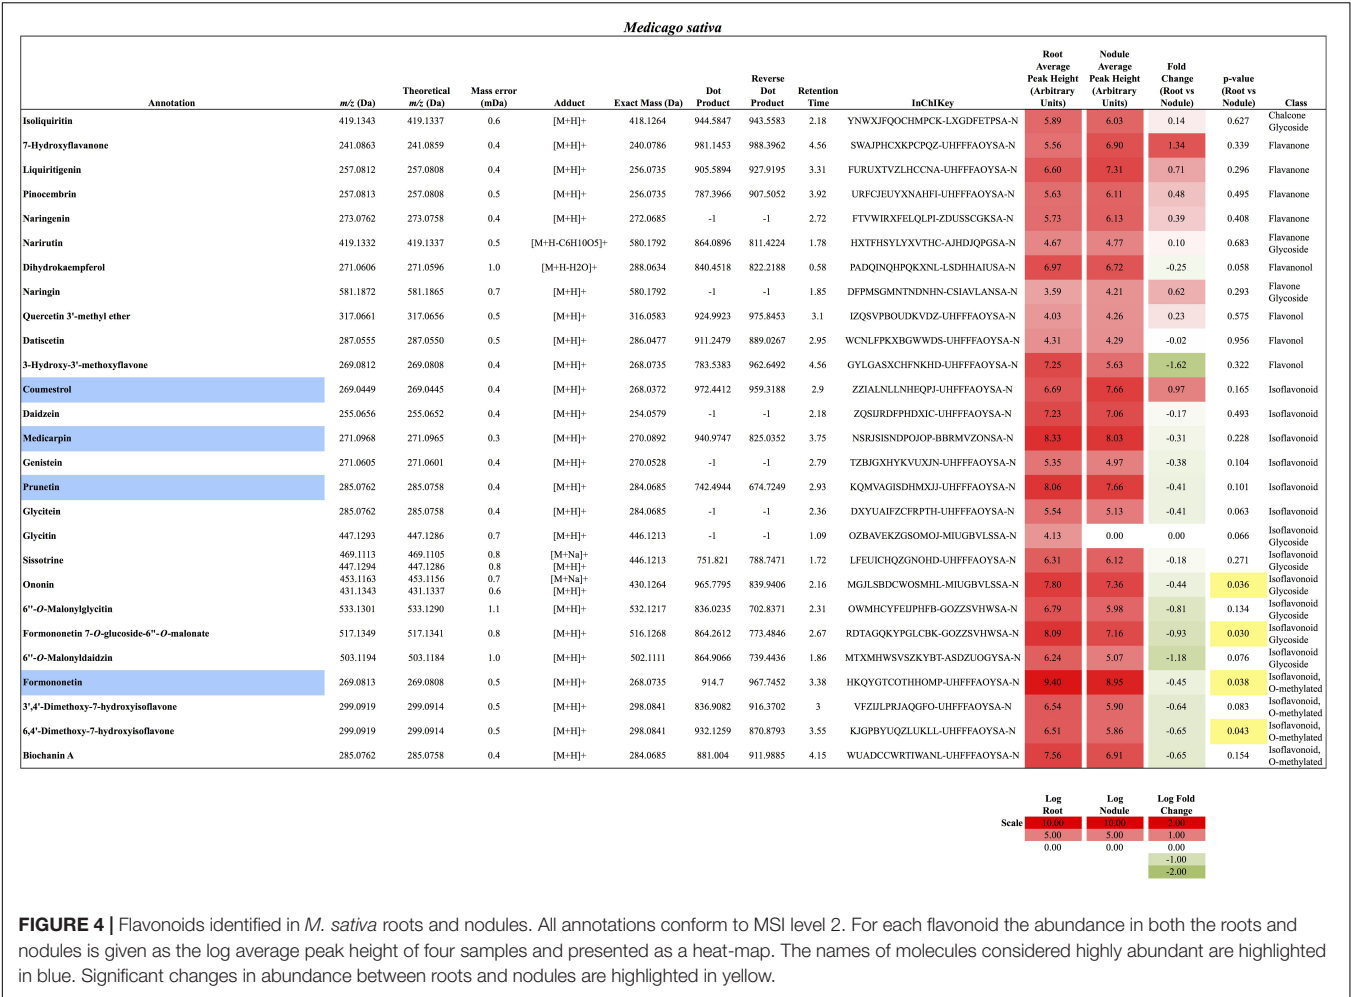 Medicago sativa
Annotation m/z (Da) Theoretical m/z (Da) Mass error (mDa) Adduct Exact Mass (Da) Dot Product Reverse Dot Product Retention Time InChIKey Root Average Peak Height (Arbitrary Units) Nodule Average Peak Height (Arbitrary Units) Fold Change (Root vs Nodule) p-value (Root vs Nodule) Class
Isoliquiritin 419.1343 419.1337 0.6 [M+H]+ 418.1264 944.5847 943.5583 2.18 YNWXJFQOCHMPCK-LXGDFETPSA-N 5.89 6.03 0.14 0.627 Chalcone Glycoside
7-Hydroxyflavanone 241.0863 241.0859 0.4 [M+H]+ 240.0786 981.1453 988.3962 4.56 SWAJPHCXKPCPQZ-UHFFFAOYSA-N 5.56 6.90 1.34 0.339 Flavanone
Liquiritigenin 257.0812 257.0808 0.4 [M+H]+ 256.0735 905.5894 927.9195 3.31 FURUXTVZLHCCNA-UHFFFAOYSA-N 6.60 7.31 0.71 0.296 Flavanone
Pinocembrin 257.0813 257.0808 0.5 [M+H]+ 256.0735 787.3966 907.5052 3.92 URFCJEUYXNAHFI-UHFFFAOYSA-N 5.63 6.11 0.48 0.495 Flavanone
Naringenin 273.0762 273.0758 0.4 [M+H]+ 272.0685 -1 -1 2.72 FTVWIRXFELQLPI-ZDUSSCGKSA-N 5.73 6.13 0.39 0.408 Flavanone
Narirutin 419.1332 419.1337 0.5 [M+H-C6H10O5]+ 580.1792 864.0896 811.4224 1.78 HXTFHSYLYXVTHC-AJHDJQPGSA-N 4.67 4.77 0.10 0.683 Flavanone Glycoside
Dihydrokaempferol 271.0606 271.0596 1.0 [M+H-H2O]+ 288.0634 840.4518 822.2188 0.58 PADQINQHPQKXNL-LSDHHAIUSA-N 6.97 6.72 -0.25 0.058 Flavanonol
Naringin 581.1872 581.1865 0.7 [M+H]+ 580.1792 -1 -1 1.85 DFPMSGMNTNDNHN-CSIAVLANSA-N 3.59 4.21 0.62 0.293 Flavone Glycoside
Quercetin 3'-methyl ether 317.0661 317.0656 0.5 [M+H]+ 316.0583 924.9923 975.8453 3.1 IZQSVPBOUDKVDZ-UHFFFAOYSA-N 4.03 4.26 0.23 0.575 Flavonol
Datiscetin 287.0555 287.0550 0.5 [M+H]+ 286.0477 911.2479 889.0267 2.95 WCNLFPKXBGWWDS-UHFFFAOYSA-N 4.31 4.29 -0.02 0.956 Flavonol
3-Hydroxy-3'-methoxyflavone 269.0812 269.0808 0.4 [M+H]+ 268.0735 783.5383 962.6492 4.56 GYLGASXCHFNKHD-UHFFFAOYSA-N 7.25 5.63 -1.62 0.322 Flavonol
Coumestrol 269.0449 269.0445 0.4 [M+H]+ 268.0372 972.4412 959.3188 2.9 ZZIALNLLNHEQPJ-UHFFFAOYSA-N 6.69 7.66 0.97 0.165 Isoflavonoid
Daidzein 255.0656 255.0652 0.4 [M+H]+ 254.0579 -1 -1 2.18 ZQSIJRDFPHDXIC-UHFFFAOYSA-N 7.23 7.06 -0.17 0.493 Isoflavonoid
Medicarpin 271.0968 271.0965 0.3 [M+H]+ 270.0892 940.9747 825.0352 3.75 NSRJSISNDPOJOP-BBRMVZONSA-N 8.33 8.03 -0.31 0.228 Isoflavonoid
Genistein 271.0605 271.0601 0.4 [M+H]+ 270.0528 -1 -1 2.79 TZBJGXHYKVUXJN-UHFFFAOYSA-N 5.35 4.97 -0.38 0.104 Isoflavonoid
Prunetin 285.0762 285.0758 0.4 [M+H]+ 284.0685 742.4944 674.7249 2.93 KQMVAGISDHMXJJ-UHFFFAOYSA-N 8.06 7.66 -0.41 0.101 Isoflavonoid
Glycitein 285.0762 285.0758 0.4 [M+H]+ 284.0685 -1 -1 2.36 DXYUAIFZCFRPTH-UHFFFAOYSA-N 5.54 5.13 -0.41 0.063 Isoflavonoid
Glycitin 447.1293 447.1286 0.7 [M+H]+ 446.1213 -1 -1 1.09 OZBAVEKZGSOMOJ-MIUGBVLSSA-N 4.13 0.00 0.00 0.066 Isoflavonoid Glycoside
Sissotrine 469.1113 447.1294 469.1105 447.1286 0.8 0.8 [M+Na]+ [M+H]+ 446.1213 751.821 788.7471 1.72 LFEUICHQZGNOHD-UHFFFAOYSA-N 6.31 6.12 -0.18 0.271 Isoflavonoid Glycoside
Ononin 453.1163 431.1343 453.1156 431.1337 0.7 0.6 [M+Na]+ [M+H]+ 430.1264 965.7795 839.9406 2.16 MGJLSBDCWOSMHL-MIUGBVLSSA-N 7.80 7.36 -0.44 0.036 Isoflavonoid Glycoside
6''-O-Malonylglycitin 533.1301 533.1290 1.1 [M+H]+ 532.1217 836.0235 702.8371 2.31 OWMHCYFEIJPHFB-GOZZSVHWSA-N 6.79 5.98 -0.81 0.134 Isoflavonoid Glycoside
Formononetin 7-O-glucoside-6''-O-malonate 517.1349 517.1341 0.8 [M+H]+ 516.1268 864.2612 773.4846 2.67 RDTAGQKYPGLCBK-GOZZSVHWSA-N 8.09 7.16 -0.93 0.030 Isoflavonoid Glycoside
6''-O-Malonyldaidzin 503.1194 503.1184 1.0 [M+H]+ 502.1111 864.9066 739.4436 1.86 MTXMHWSVSZKYBT-ASDZUOGYSA-N 6.24 5.07 -1.18 0.076 Isoflavonoid Glycoside
Formononetin 269.0813 269.0808 0.5 [M+H]+ 268.0735 914.7 967.7452 3.38 HKQYGTCOTHHOMP-UHFFFAOYSA-N 9.40 8.95 -0.45 0.038 Isoflavonoid, O-methylated
3',4'-Dimethoxy-7-hydroxyisoflavone 299.0919 299.0914 0.5 [M+H]+ 298.0841 836.9082 916.3702 3 VFZIJLPRJAQGFO-UHFFFAOYSA-N 6.54 5.90 -0.64 0.083 Isoflavonoid, O-methylated
6,4'-Dimethoxy-7-hydroxyisoflavone 299.0919 299.0914 0.5 [M+H]+ 298.0841 932.1259 870.8793 3.55 KJGPBYUQZLUKLL-UHFFFAOYSA-N 6.51 5.86 -0.65 0.043 Isoflavonoid, O-methylated
Biochanin A 285.0762 285.0758 0.4 [M+H]+ 284.0685 881.004 911.9885 4.15 WUADCCWRTIWANL-UHFFFAOYSA-N 7.56 6.91 -0.65 0.154 Isoflavonoid, O-methylated
Log Root Log Nodule Log Fold Change
Scale 10.00 10.00 2.00
5.00 5.00 1.00
0.00 0.00 0.00
-1.00
-2.00
FIGURE 4 | Flavonoids identified in M. sativa roots and nodules. All annotations conform to MSI level 2. For each flavonoid the abundance in both the roots and
nodules is given as the log average peak height of four samples and presented as a heat-map. The names of molecules considered highly abundant are highlighted
in blue. Significant changes in abundance between roots and nodules are highlighted in yellow.